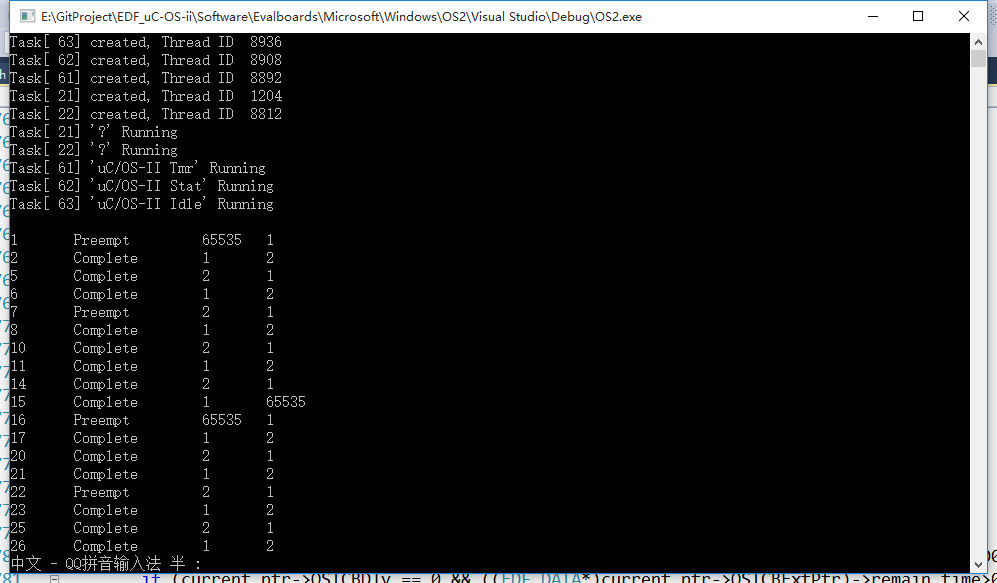 E:\GitProject\EDF_uC-OS-ii\Software\Evalboards\Microsoft\Windows\OS2\Visual Studio\Debug\OS2.exe
Task[ 63] created, Thread ID  8936
Task[ 62] created, Thread ID  8908
Task[ 61] created, Thread ID  8892
Task[ 21] created, Thread ID  1204
Task[ 22] created, Thread ID  8812
Task[ 21] '?' Running
Task[ 22] '?' Running
Task[ 61] 'uC/OS-II Tmr' Running
Task[ 62] 'uC/OS-II Stat' Running
Task[ 63] 'uC/OS-II Idle' Running
1 Preempt 65535 1
2 Complete 1 2
5 Complete 2 1
6 Complete 1 2
7 Preempt 2 1
8 Complete 1 2
10 Complete 2 1
11 Complete 1 2
14 Complete 2 1
15 Complete 1 65535
16 Preempt 65535 1
17 Complete 1 2
20 Complete 2 1
21 Complete 1 2
22 Preempt 2 1
23 Complete 1 2
25 Complete 2 1
26 Complete 1 2
中文 - QQ拼音输入法 半 :
if (current_ptr->OSTCBDly == 0 && ((EDF_DATA*)current_ptr->OSTCBExtPtr)->remain_time>